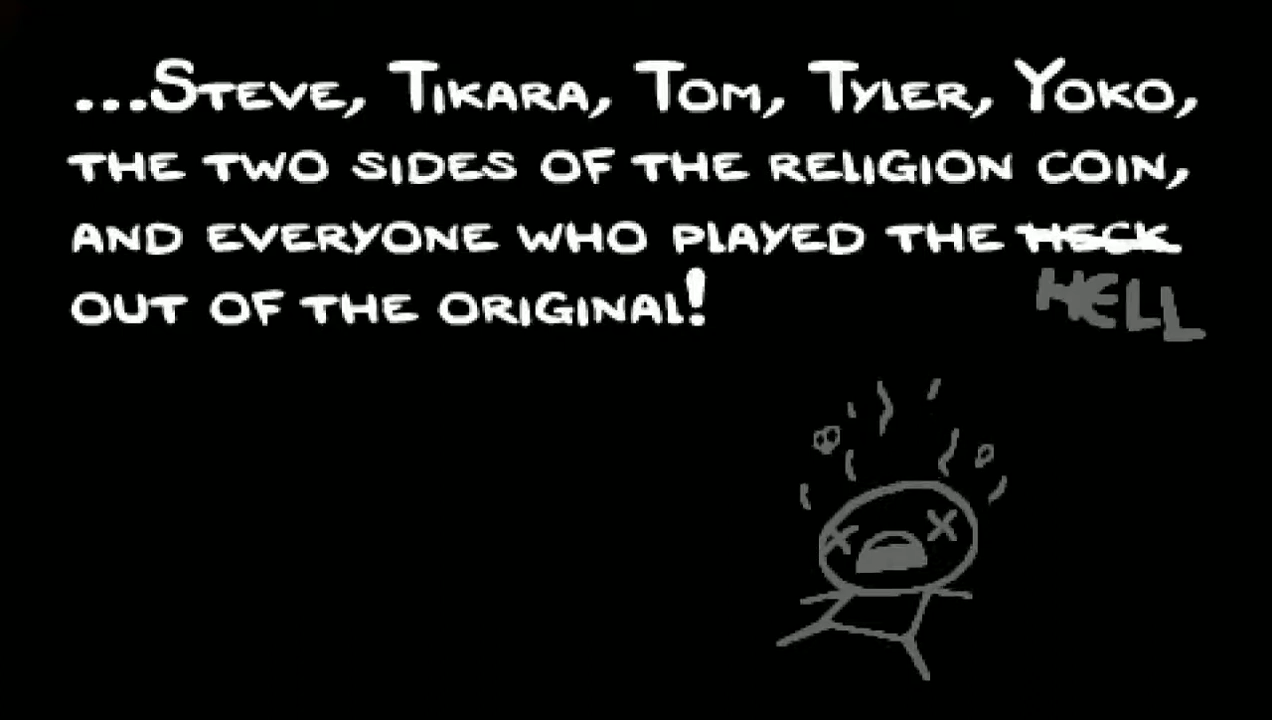 ...Steve, Tikara, Tom, Tyler, Yoko,
the two sides of the religion coin,
and everyone who played the heck
HELL
out of the original!